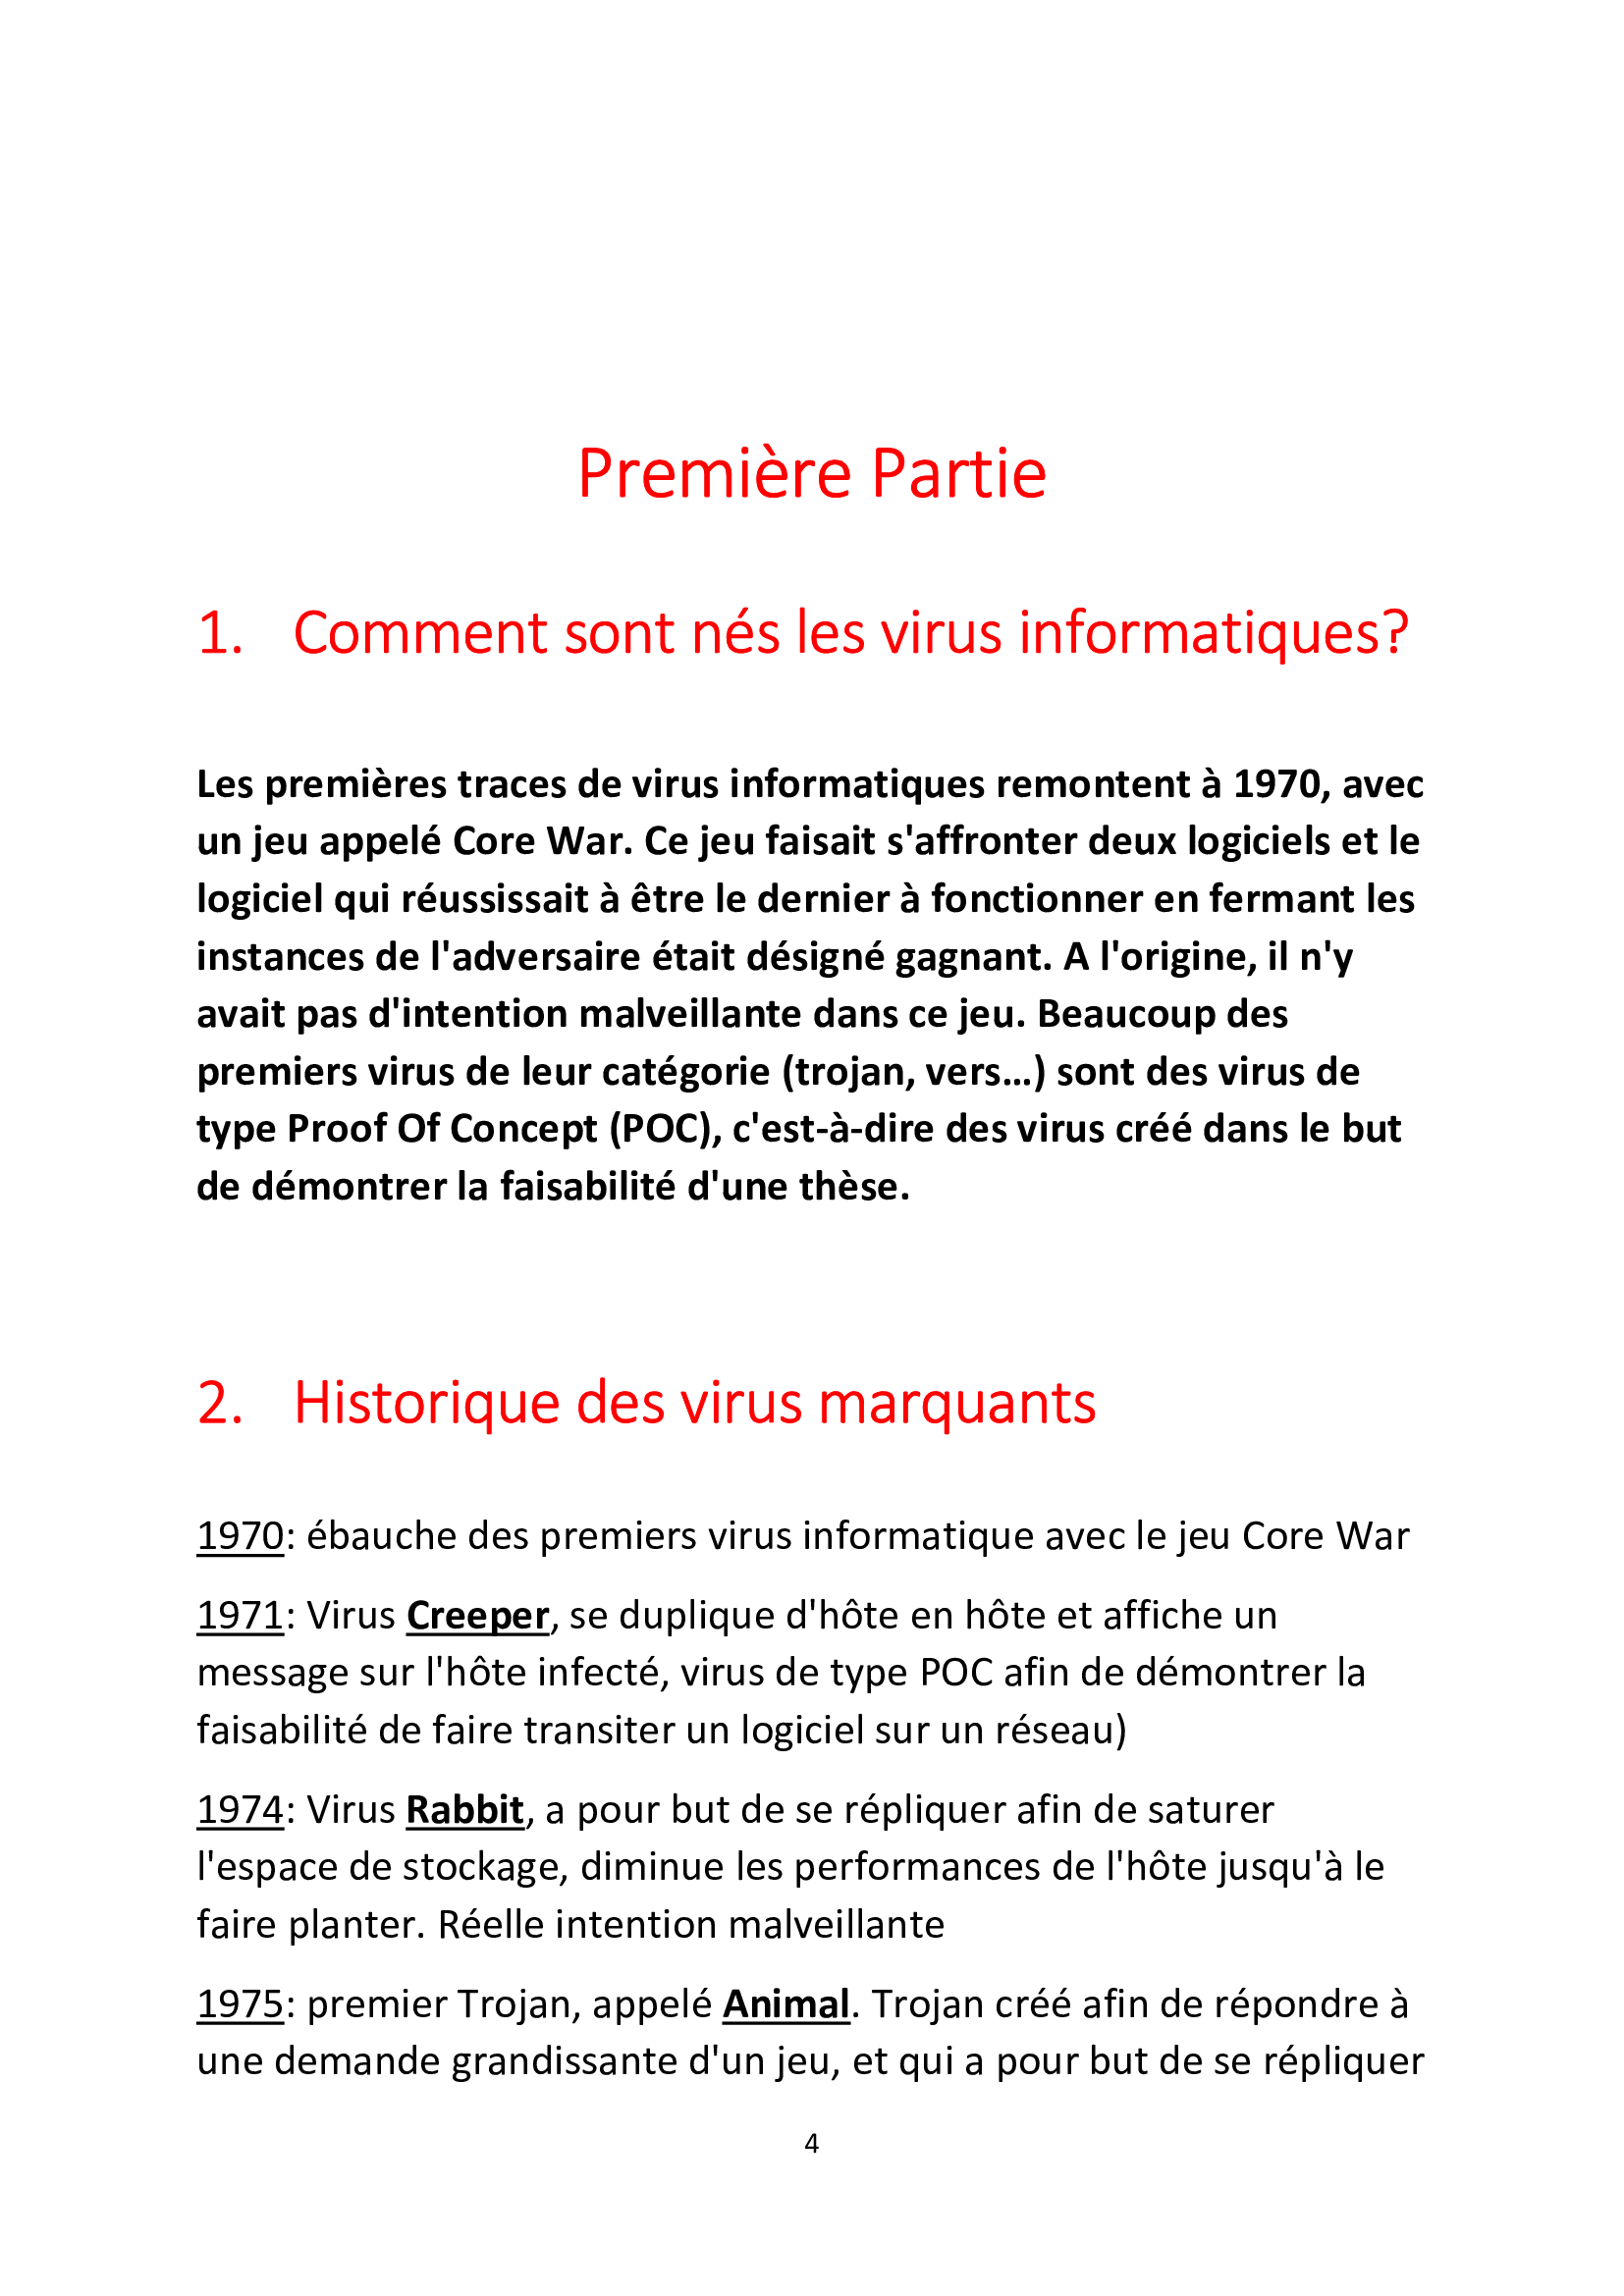 Première Partie
1. Comment sont nés les virus informatiques?
Les premières traces de virus informatiques remontent à 1970, avec
un jeu appelé Core War. Ce jeu faisait s'affronter deux logiciels et le
logiciel qui réussissait à être le dernier à fonctionner en fermant les
instances de l'adversaire était désigné gagnant. A l'origine, il n'y
avait pas d'intention malveillante dans ce jeu. Beaucoup des
premiers virus de leur catégorie (trojan, vers...) sont des virus de
type Proof Of Concept (POC), c'est-à-dire des virus créé dans le but
de démontrer la faisabilité d'une thèse.
2. Historique des virus marquants
1970: ébauche des premiers virus informatique avec le jeu Core War
1971: Virus Creeper, se duplique d'hôte en hôte et affiche un
message sur l'hôte infecté, virus de type POC afin de démontrer la
faisabilité de faire transiter un logiciel sur un réseau)
1974: Virus Rabbit, a pour but de se répliquer afin de saturer
l'espace de stockage, diminue les performances de l'hôte jusqu'à le
faire planter. Réelle intention malveillante
1975: premier Trojan, appelé Animal. Trojan créé afin de répondre à
une demande grandissante d'un jeu, et qui a pour but de se répliquer
4